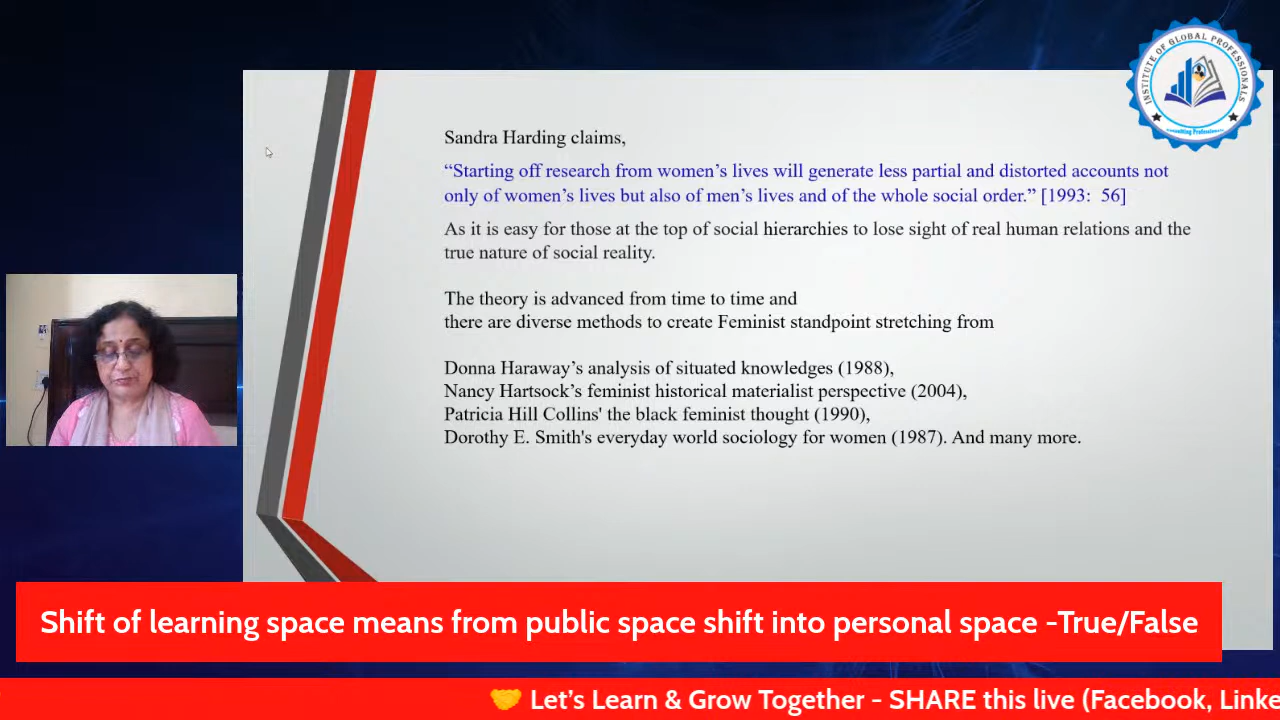 INSTITUTE OF GLOBAL PROFESSIONALS
Consulting Professionals
Sandra Harding claims,
“Starting off research from women’s lives will generate less partial and distorted accounts not
only of women’s lives but also of men’s lives and of the whole social order.” [1993:  56]
As it is easy for those at the top of social hierarchies to lose sight of real human relations and the
true nature of social reality.
The theory is advanced from time to time and
there are diverse methods to create Feminist standpoint stretching from
Donna Haraway’s analysis of situated knowledges (1988),
Nancy Hartsock’s feminist historical materialist perspective (2004),
Patricia Hill Collins' the black feminist thought (1990),
Dorothy E. Smith's everyday world sociology for women (1987). And many more.
Shift of learning space means from public space shift into personal space -True/False
🤝 Let’s Learn & Grow Together - SHARE this live (Facebook, Linke